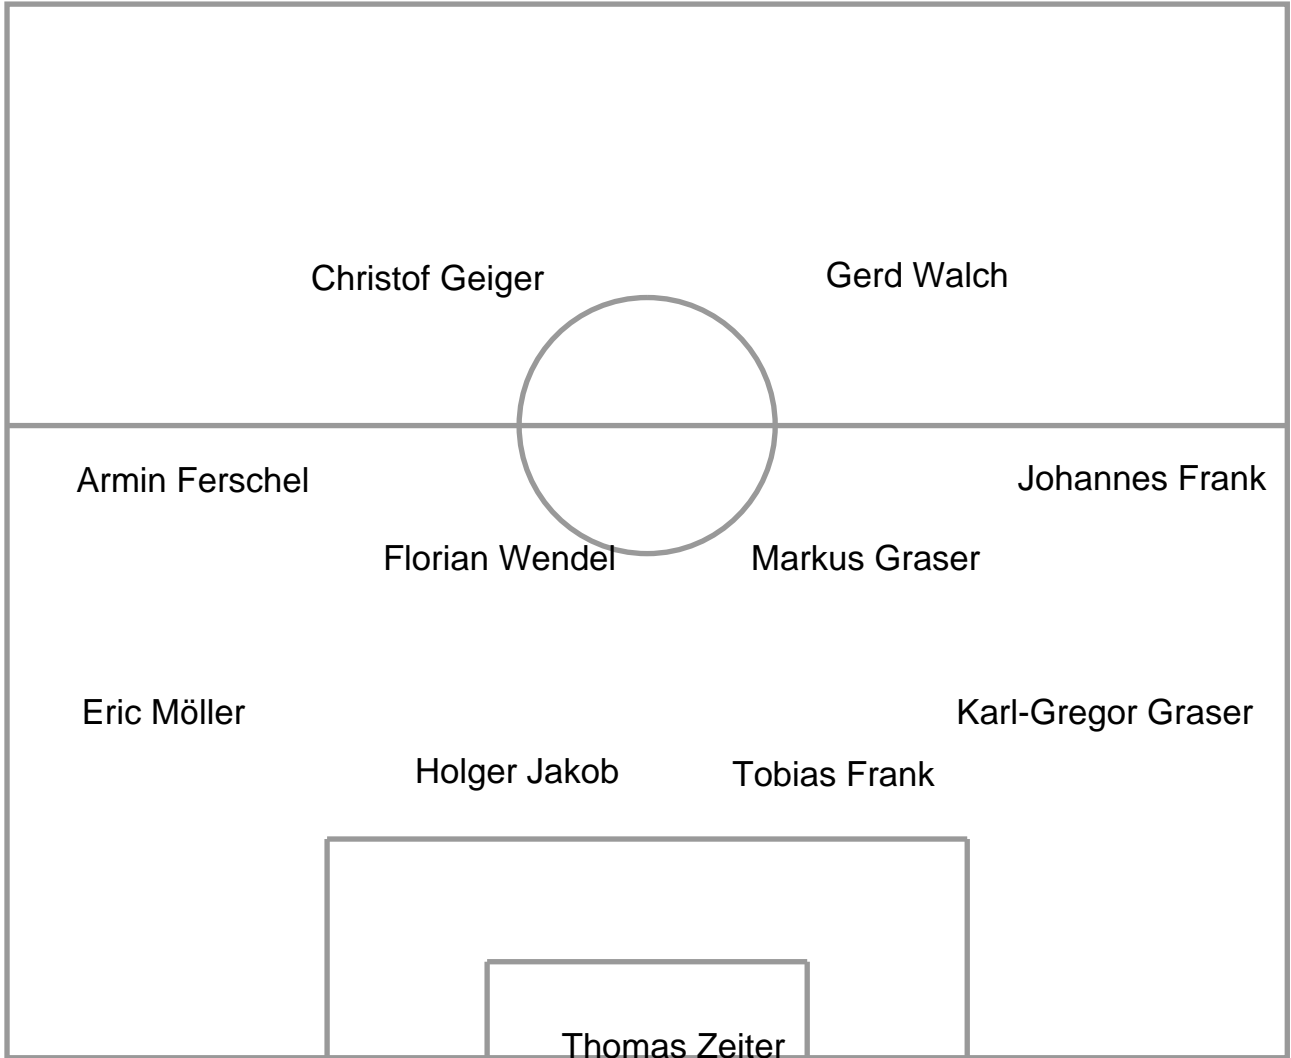 Christof Geiger
Gerd Walch
Armin Ferschel
Johannes Frank
Florian Wendel
Markus Graser
Eric Möller
Karl-Gregor Graser
Holger Jakob
Tobias Frank
Thomas Zeiter